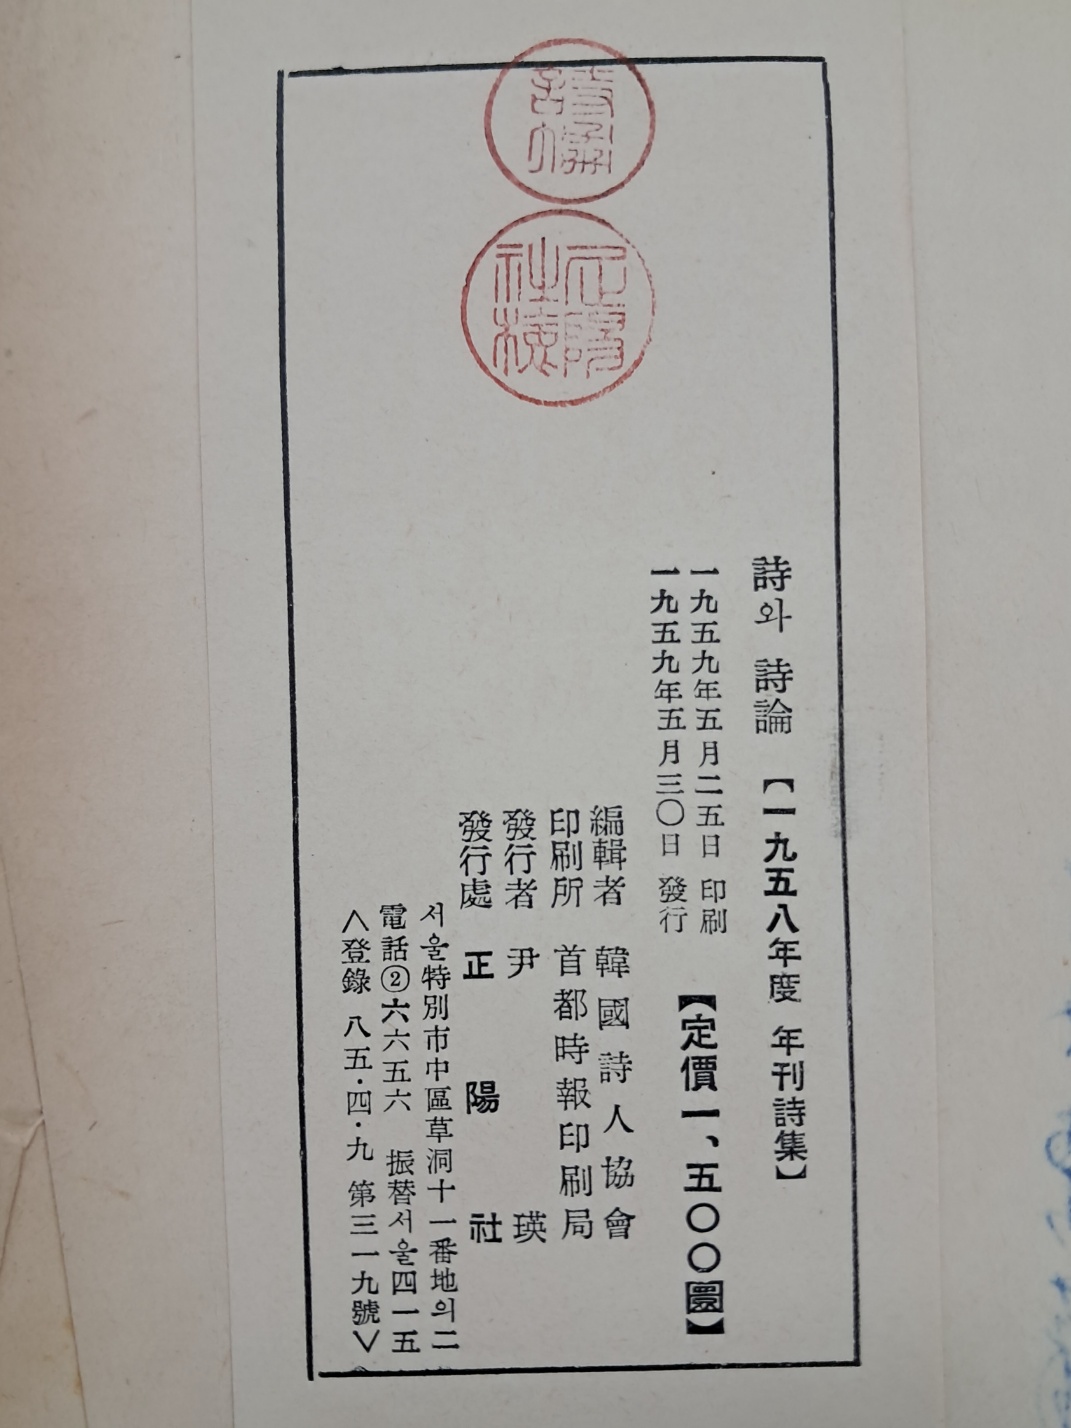 詩와 詩論 【一九五八年度 年刊詩集】
一九五九年五月二五日 印刷
一九五九年五月三〇日 發行
【定價一、五〇〇圜】
編輯者 韓國詩人協會
印刷所 首都時報印刷局
發行者 尹瑛
發行處 正陽社
서울特別市中區草洞十一番地의二
電話②六六五六 振替서울四一五
<登錄 八五·四·九 第三一九號>
正陽社檢